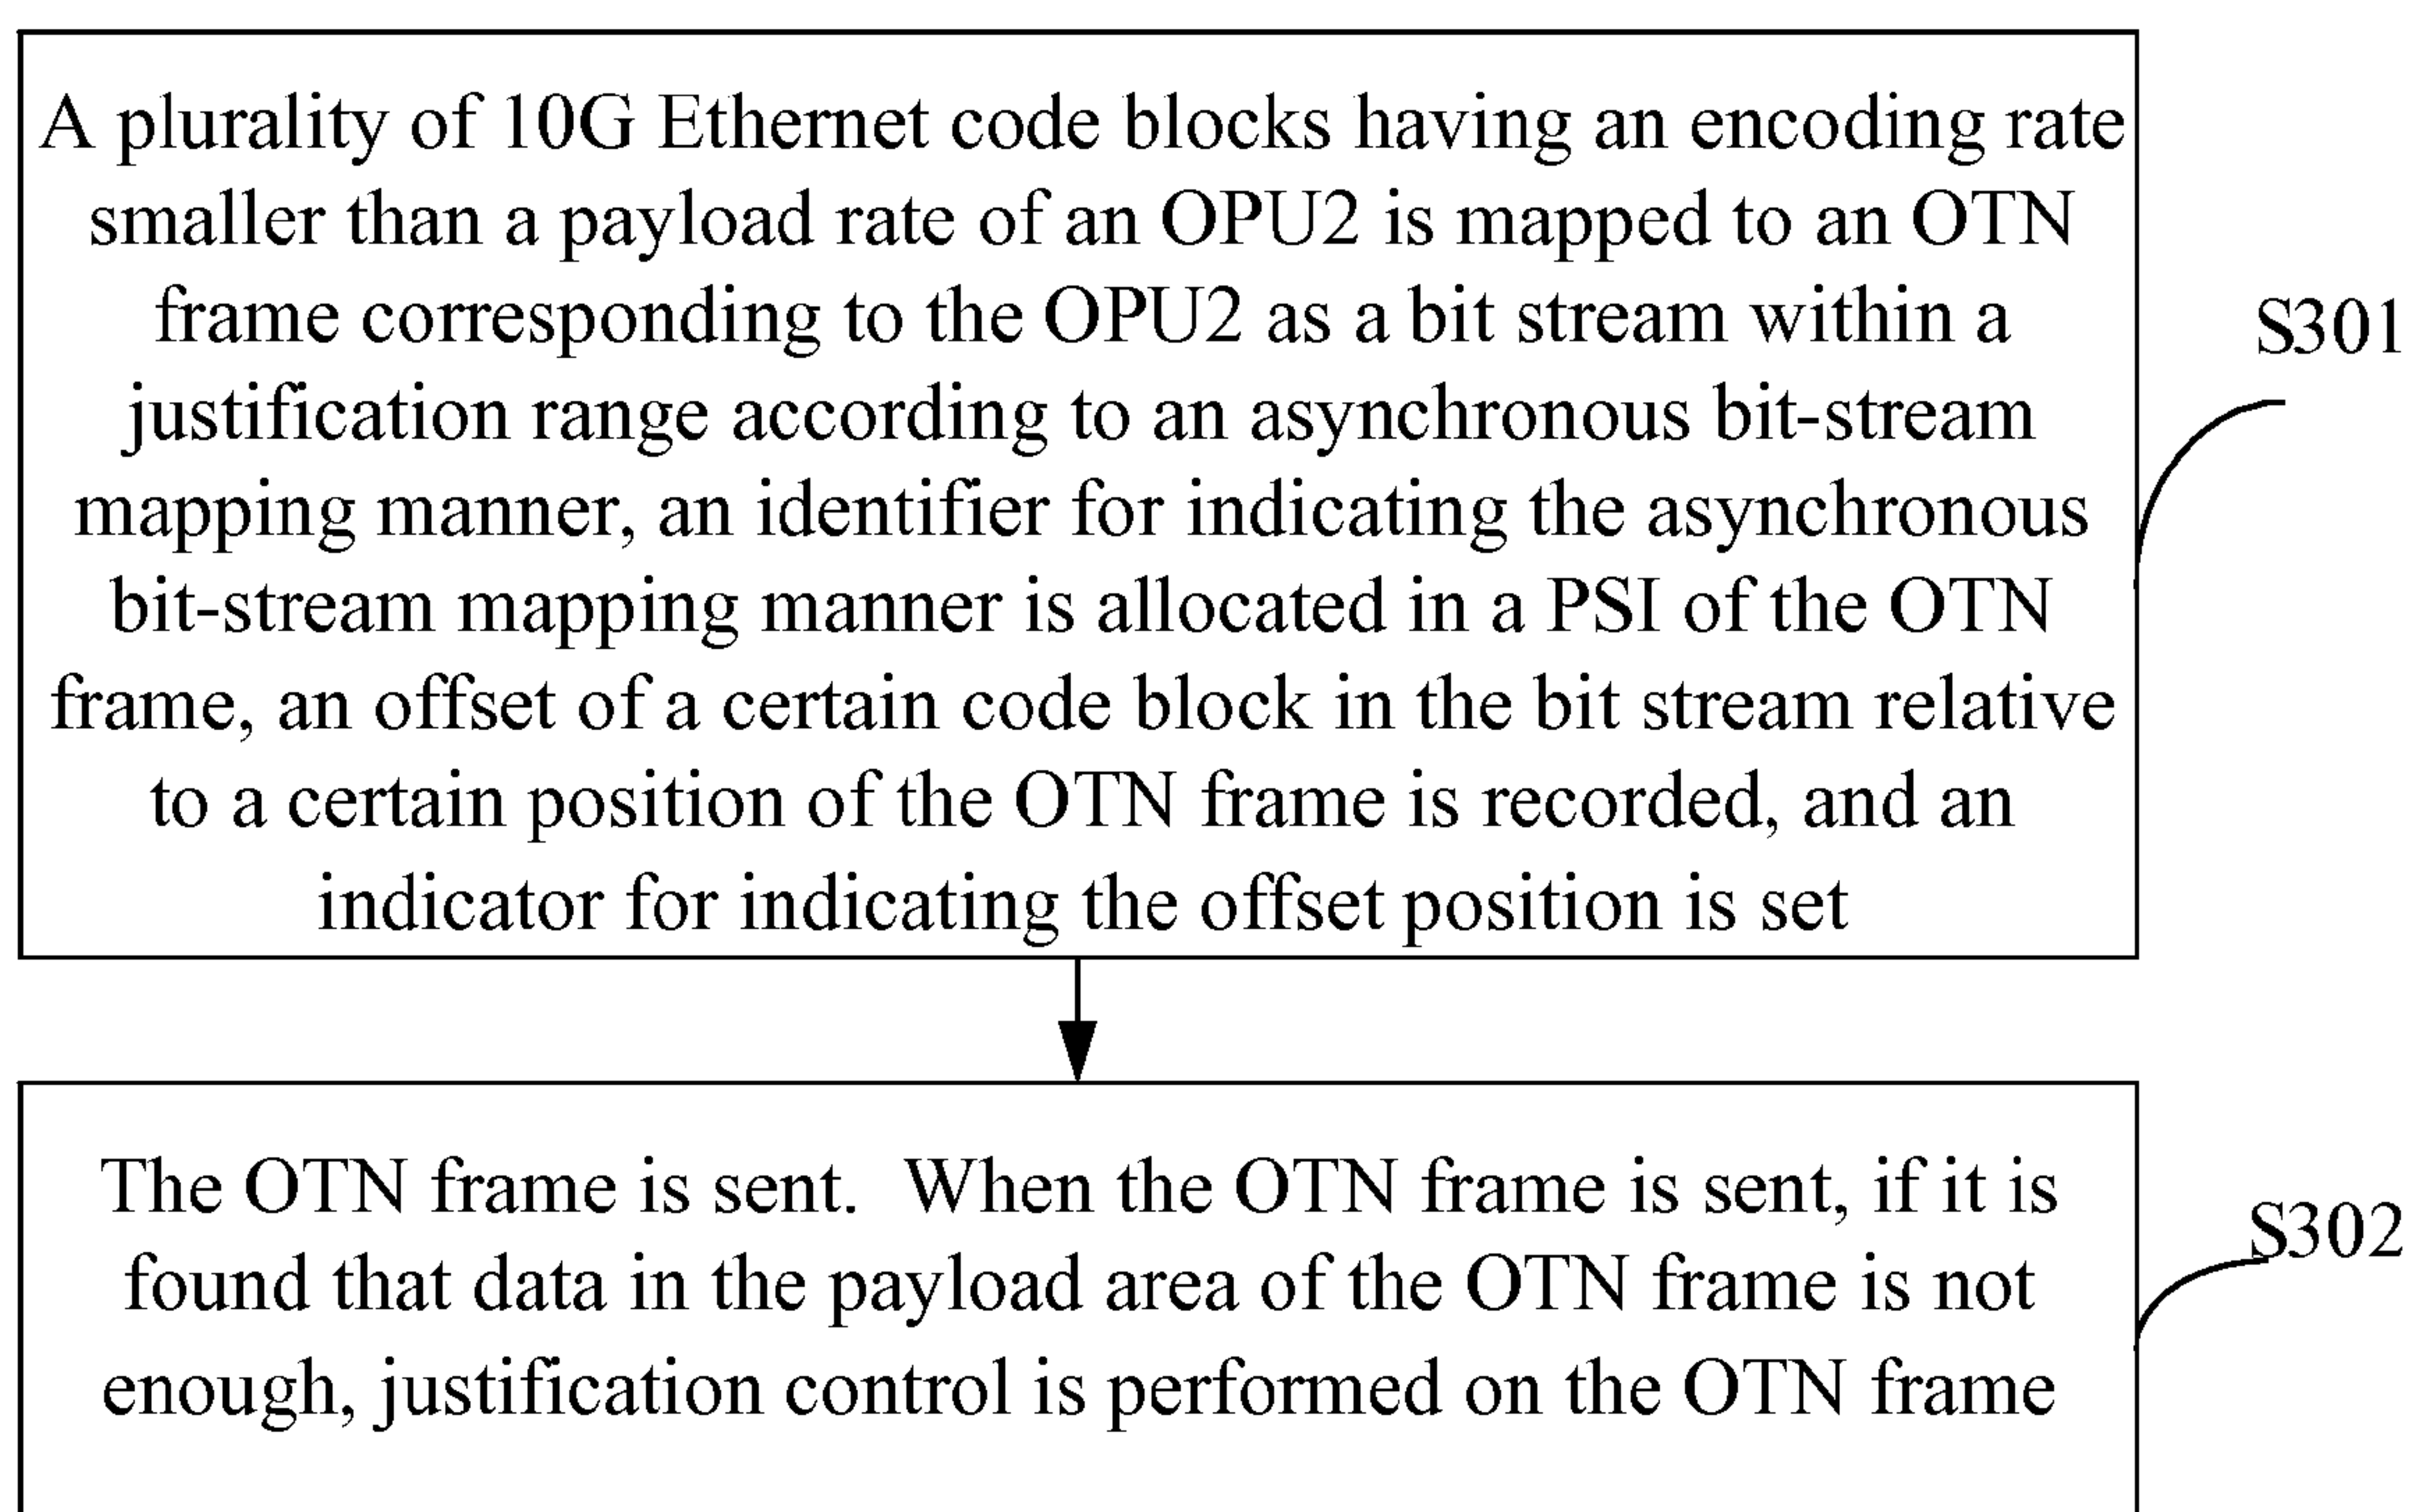 A plurality of 10G Ethernet code blocks having an encoding rate
smaller than a payload rate of an OPU2 is mapped to an OTN
frame corresponding to the OPU2 as a bit stream within a
justification range according to an asynchronous bit-stream
mapping manner, an identifier for indicating the asynchronous
bit-stream mapping manner is allocated in a PSI of the OTN
frame, an offset of a certain code block in the bit stream relative
to a certain position of the OTN frame is recorded, and an
indicator for indicating the offset position is set
S301
The OTN frame is sent.  When the OTN frame is sent, if it is
found that data in the payload area of the OTN frame is not
enough, justification control is performed on the OTN frame
S302